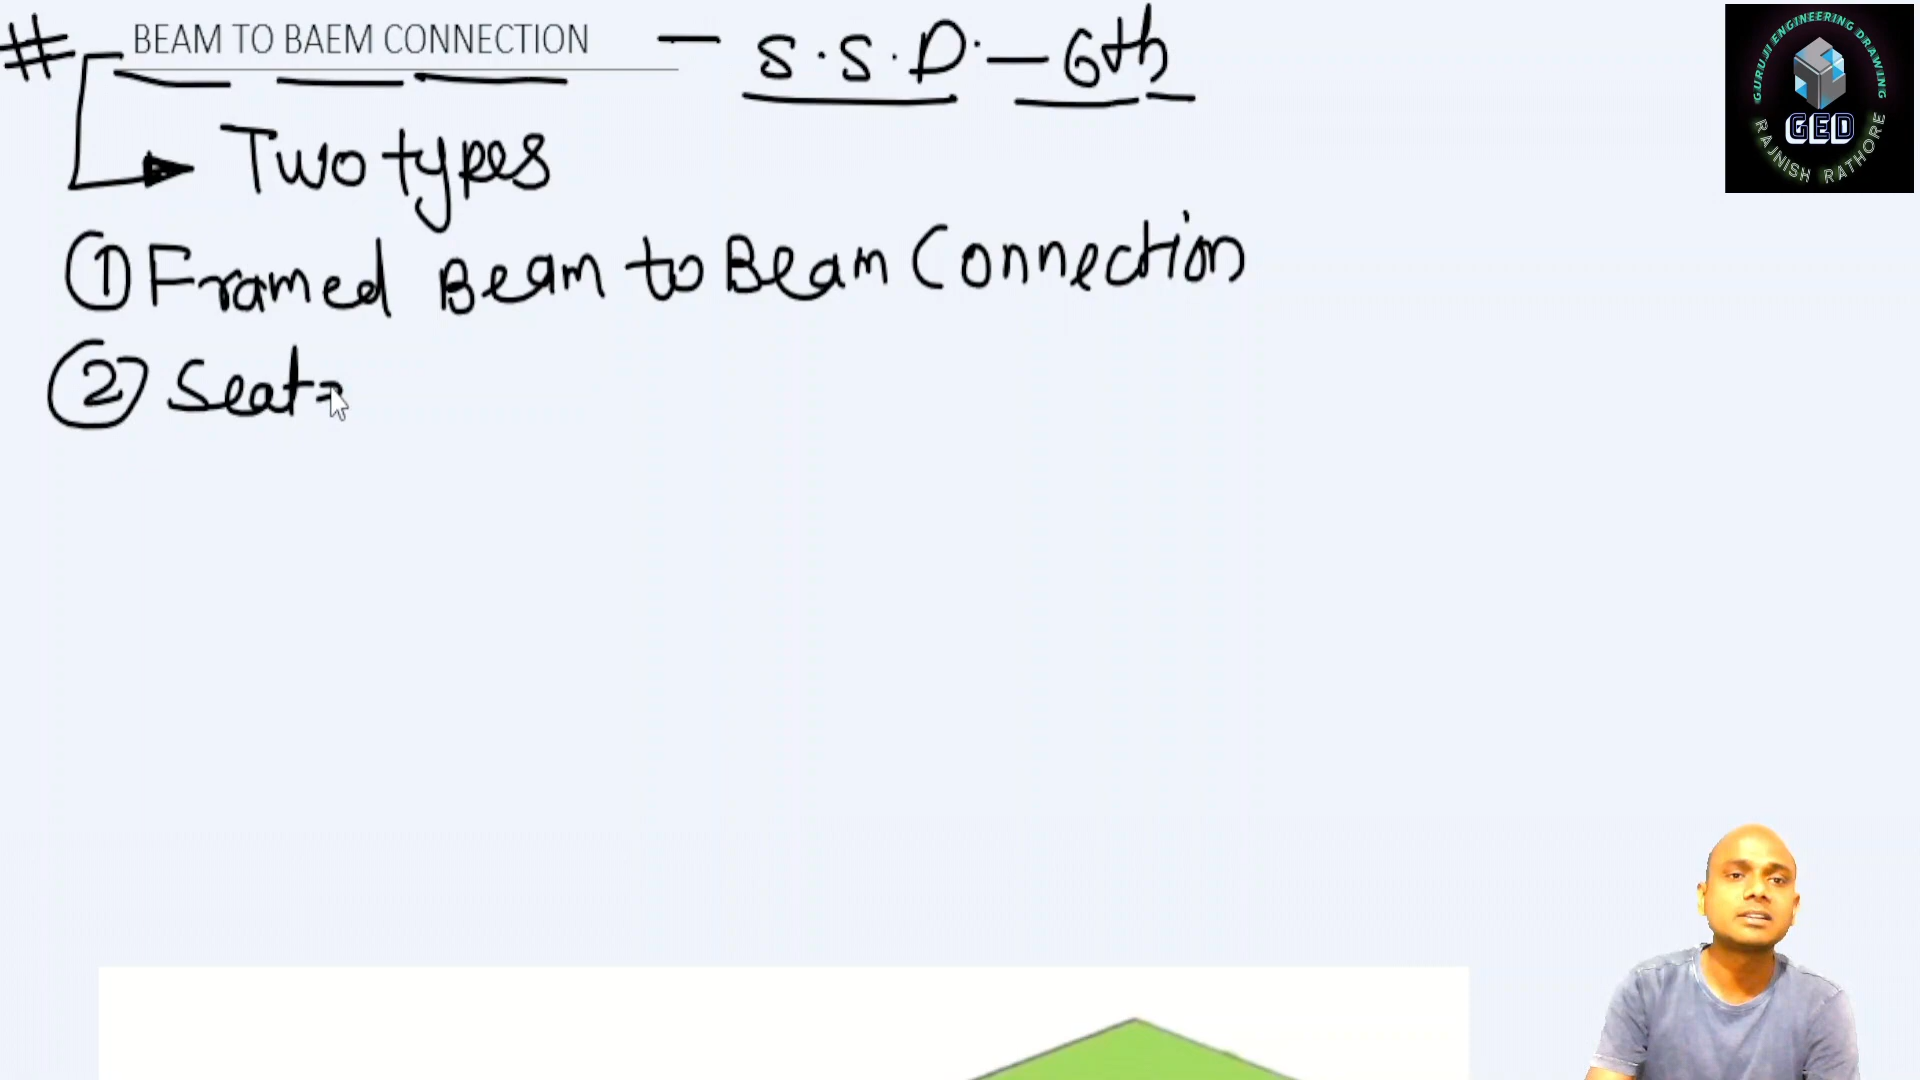 # BEAM TO BAEM CONNECTION - S.S.D. - 6th
Two types
① Framed Beam to Beam Connection
② Seat
GURUJI ENGINEERING DRAWING
GED
RAJNISH RATHORE